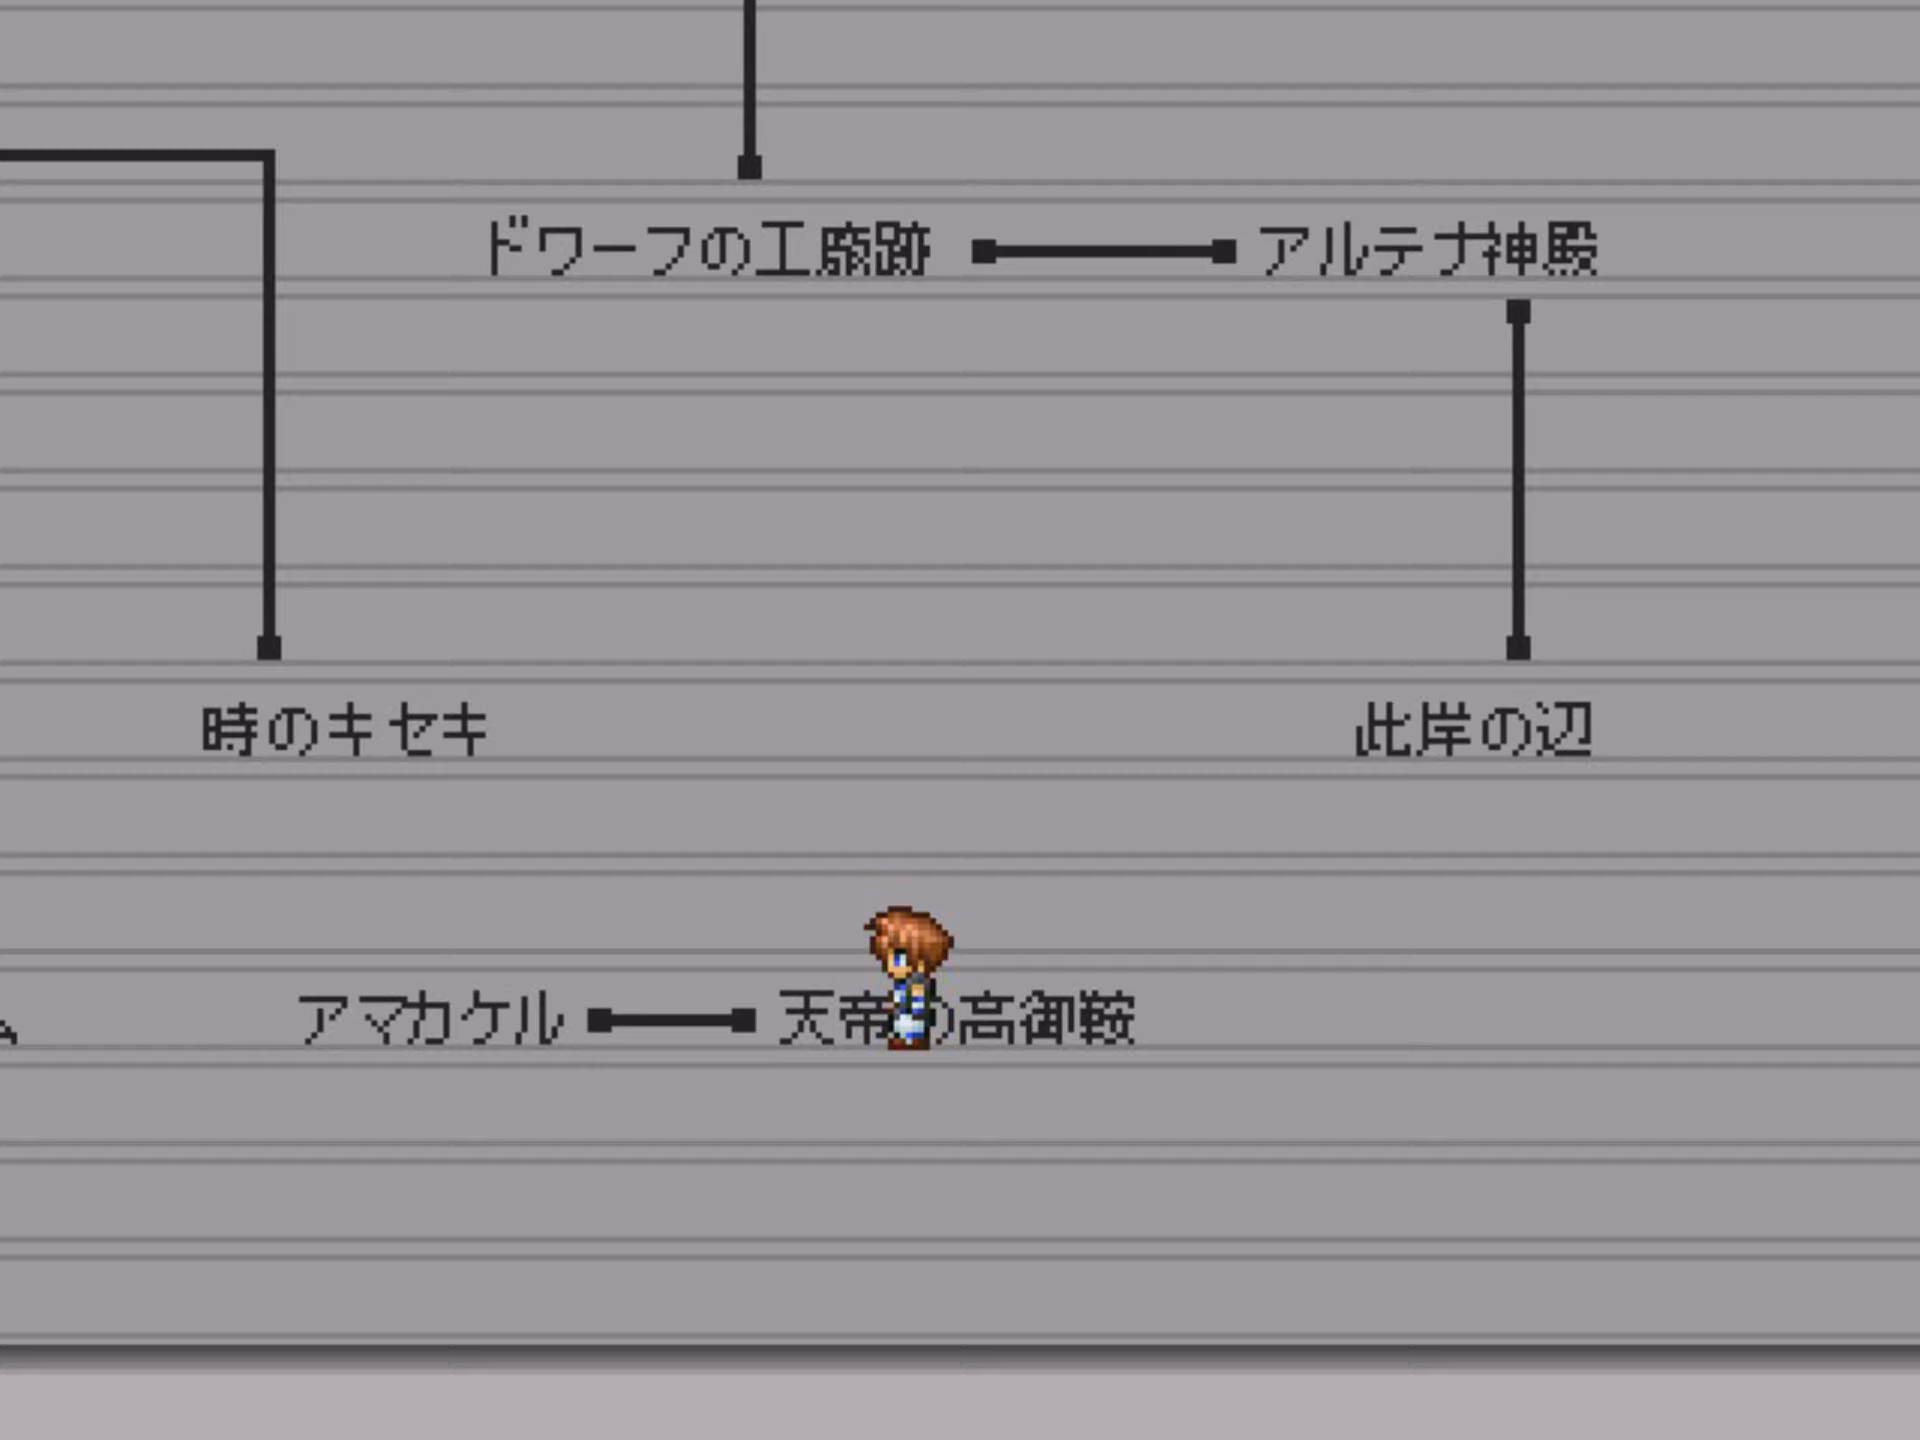 ドワーフの工廠跡 アルテナ神殿
時のキセキ 此岸の辺
アマカケル 天帝の高御鞍